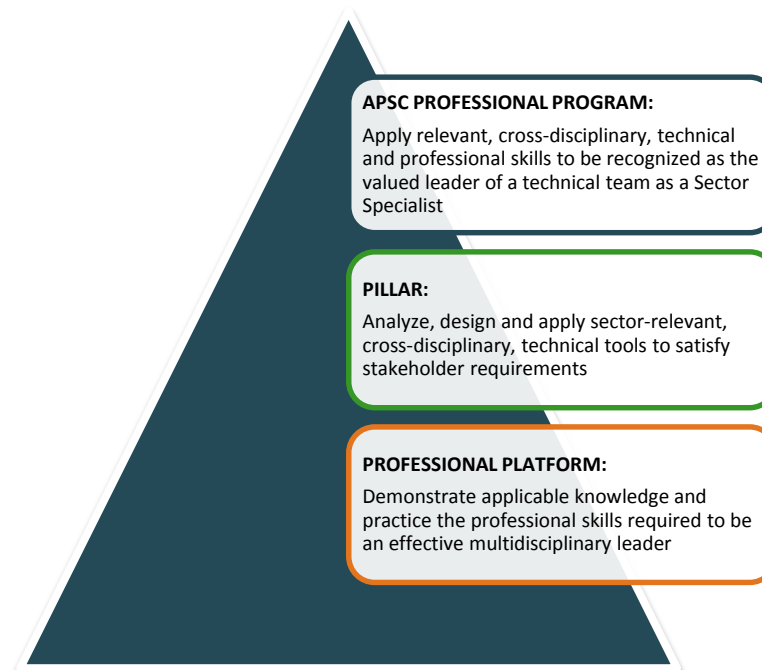 APSC PROFESSIONAL PROGRAM:
Apply relevant, cross-disciplinary, technical
and professional skills to be recognized as the
valued leader of a technical team as a Sector
Specialist
PILLAR:
Analyze, design and apply sector-relevant,
cross-disciplinary, technical tools to satisfy
stakeholder requirements
PROFESSIONAL PLATFORM:
Demonstrate applicable knowledge and
practice the professional skills required to be
an effective multidisciplinary leader